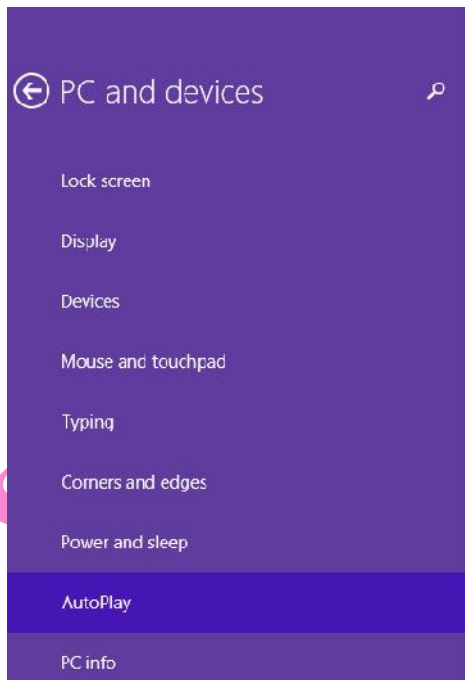 PC and devices
Lock screen
Display
Devices
Mouse and touchpad
Typing
Corners and edges
Power and sleep
AutoPlay
PC info